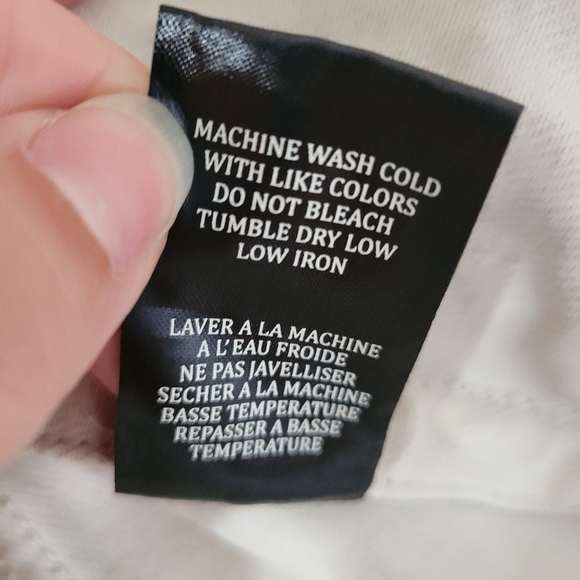 MACHINE WASH COLD
WITH LIKE COLORS
DO NOT BLEACH
TUMBLE DRY LOW
LOW IRON
LAVER A LA MACHINE
A L'EAU FROIDE
NE PAS JAVELLISER
SECHER A LA MACHINE
BASSE TEMPERATURE
REPASSER A BASSE
TEMPERATURE